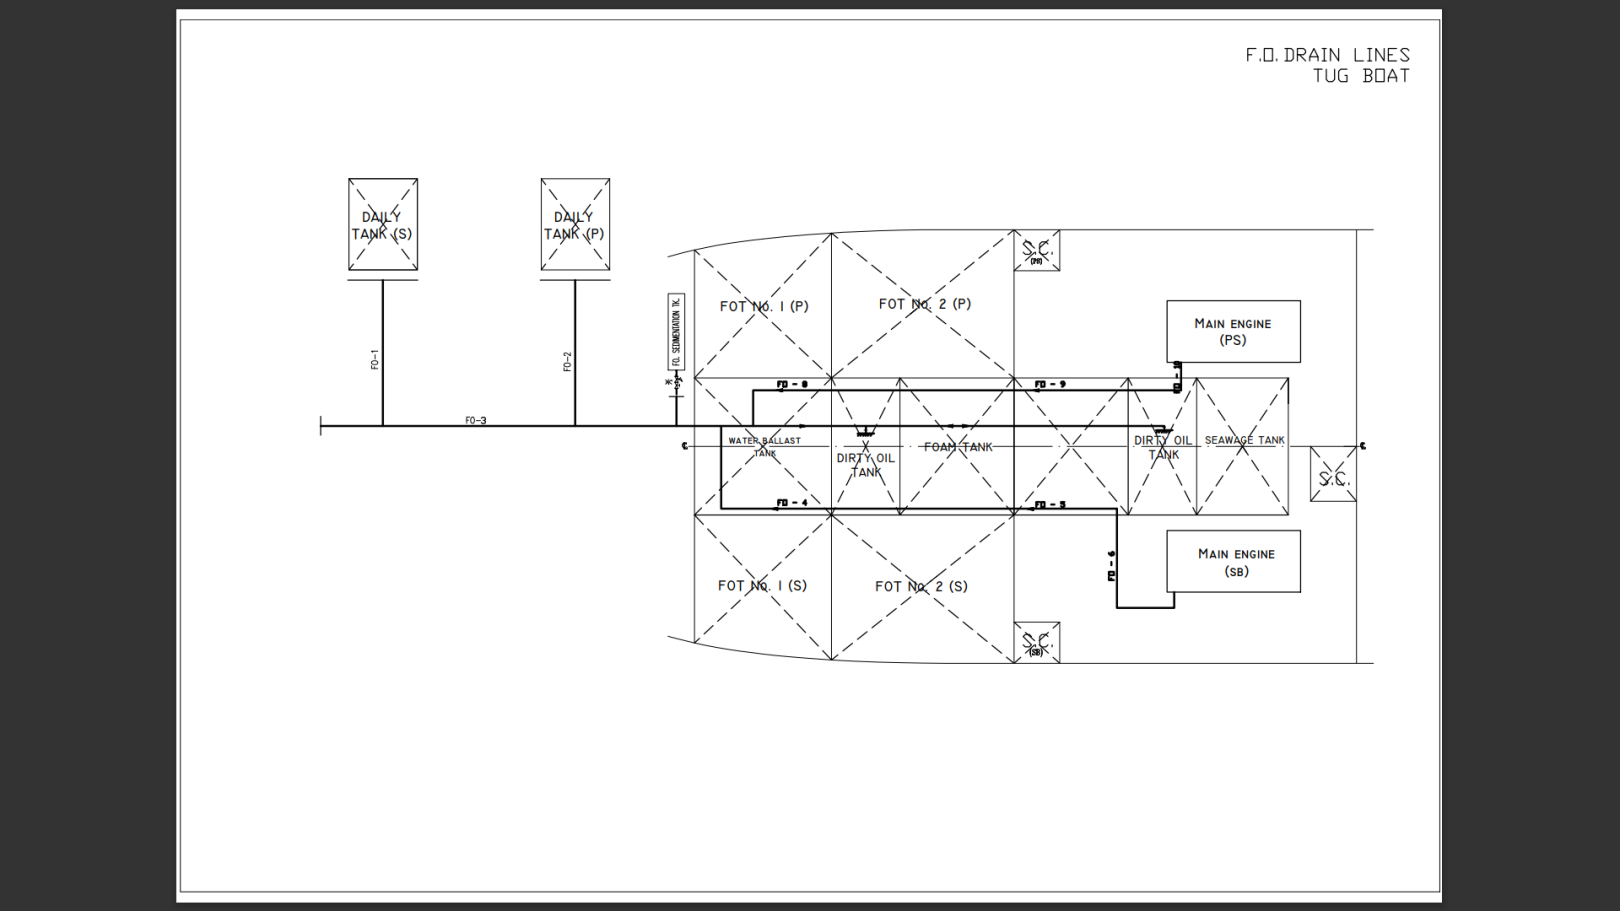 F.O. DRAIN LINES
TUG BOAT
DAILY
TANK (S)
DAILY
TANK (P)
S.C.
(PS)
FOT No. 1 (P)
FOT No. 2 (P)
FO. SEDIMENTATION TK.
MAIN ENGINE
(PS)
FO-1
FO-2
FO - 10
FO - 8
FO - 9
FO-3
WATER BALLAST
TANK
DIRTY OIL
TANK
FOAM TANK
DIRTY OIL
TANK
SEAWAGE TANK
S.C.
FO - 4
FO - 5
FO - 6
MAIN ENGINE
(SB)
FOT No. 1 (S)
FOT No. 2 (S)
S.C.
(SB)